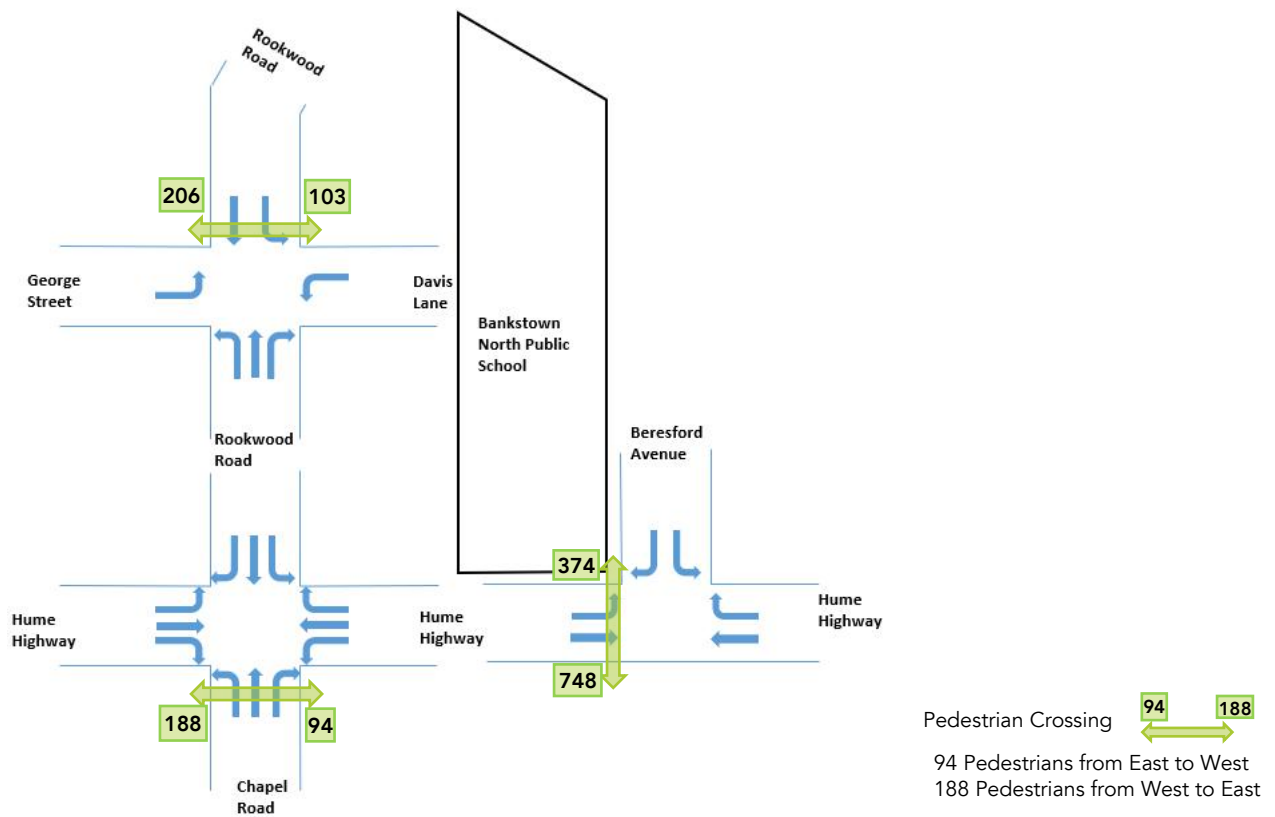 Rookwood
Road
206
103
George
Street
Davis
Lane
Bankstown
North Public
School
Rookwood
Road
Beresford
Avenue
374
Hume
Highway
Hume
Highway
Hume
Highway
748
188
94
Chapel
Road
Pedestrian Crossing
94
188
94 Pedestrians from East to West
188 Pedestrians from West to East